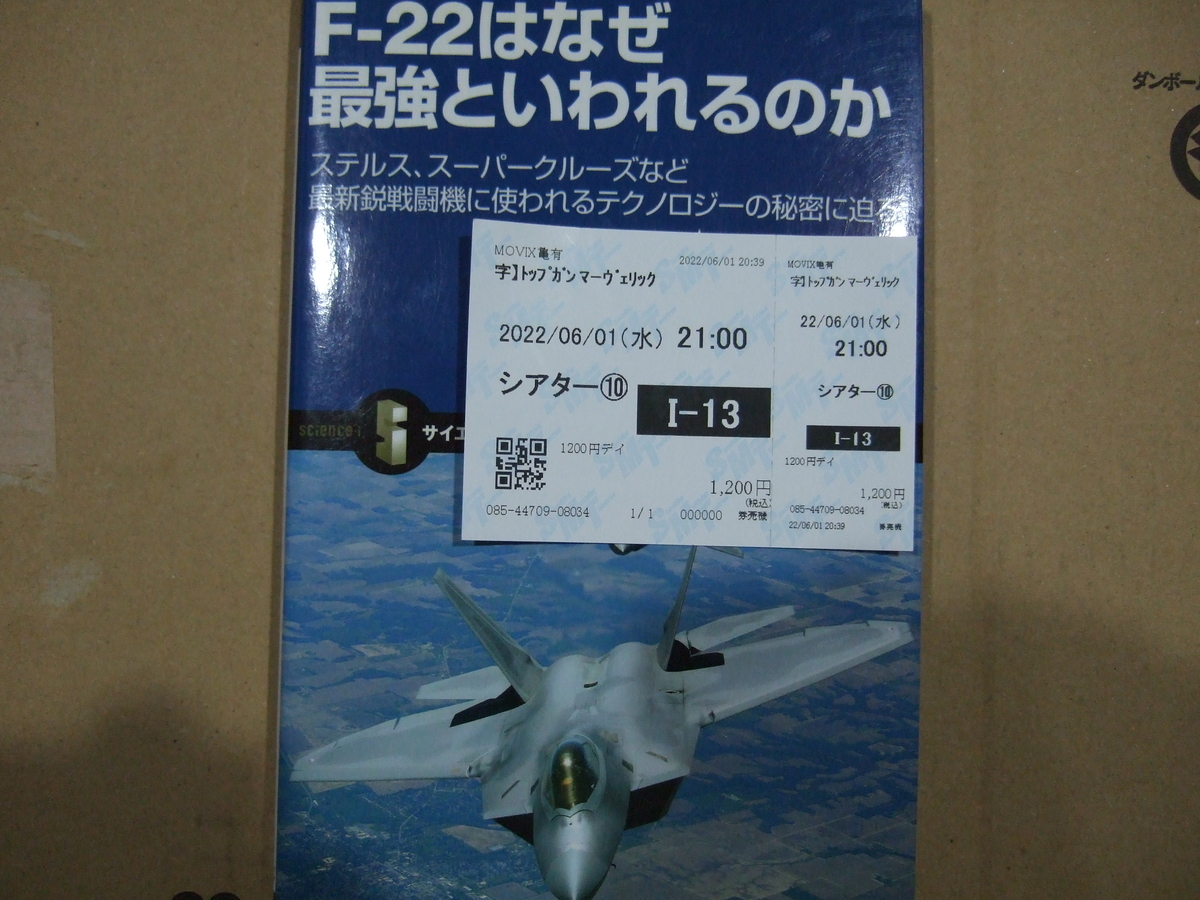 F-22はなぜ
最強といわれるのか
ステルス、スーパークルーズなど
最新鋭戦闘機に使われるテクノロジーの秘密に迫る
ダンボール
MOVIX亀有
2022/06/01 20:39
字】トップガン マーヴェリック
2022/06/01(水) 21:00
シアター⑩
I-13
1200円デイ
1,200円
(税込)
085-44709-08034 1/1 000000 券売機
MOVIX亀有
字】トップガン マーヴェリック
22/06/01(水)
21:00
シアター⑩
I-13
1200円デイ
1,200円
(税込)
085-44709-08034
22/06/01 20:39 券売機
science-i
Si
サイエ